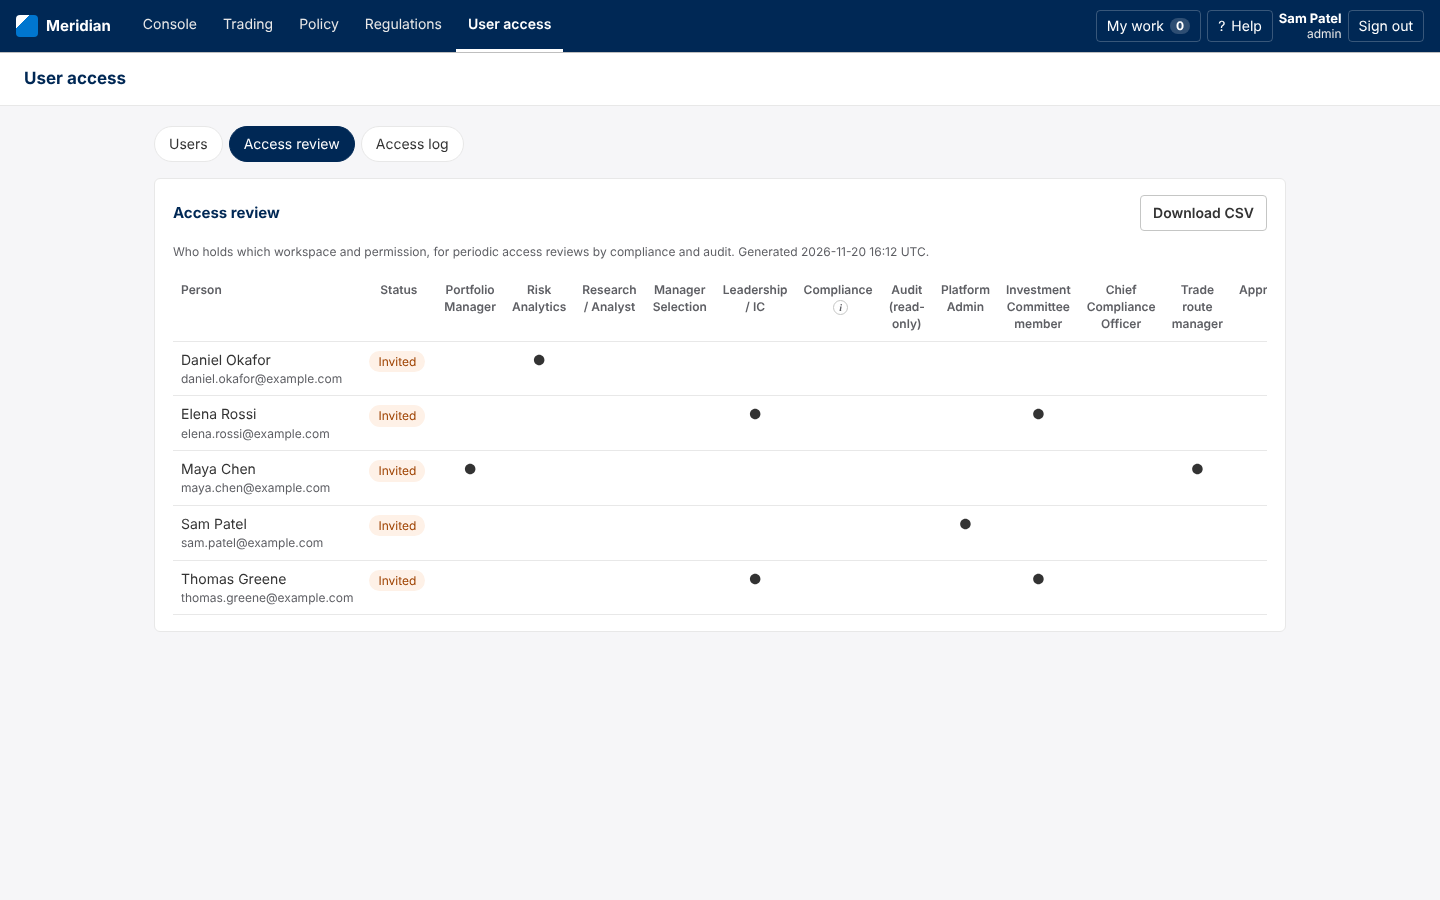 Meridian Console Trading Policy Regulations User access My work 0 ? Help Sam Patel Sign out
admin
User access
Users Access review Access log
Access review Download CSV
Who holds which workspace and permission, for periodic access reviews by compliance and audit. Generated 2026-11-20 16:12 UTC.
Person Status Portfolio Risk Research Manager Leadership Compliance Audit Platform Investment Chief Trade Appr
Manager Analytics / Analyst Selection / IC i (read- Admin Committee Compliance route
only) member Officer manager
Daniel Okafor Invited
daniel.okafor@example.com
Elena Rossi Invited
elena.rossi@example.com
Maya Chen Invited
maya.chen@example.com
Sam Patel Invited
sam.patel@example.com
Thomas Greene Invited
thomas.greene@example.com